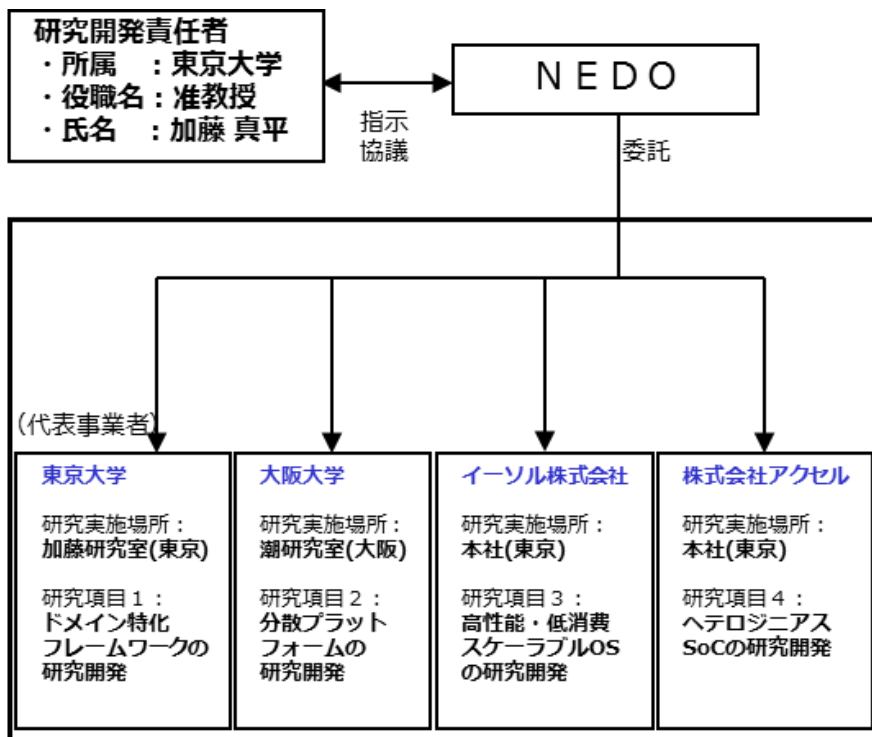 研究開発責任者
・所属　：東京大学
・役職名：准教授
・氏名　：加藤 真平
ＮＥＤＯ
指示
協議
委託
（代表事業者）
東京大学
研究実施場所：
加藤研究室(東京)
研究項目１：
ドメイン特化
フレームワークの
研究開発
大阪大学
研究実施場所：
潮研究室(大阪)
研究項目２：
分散プラット
フォームの
研究開発
イーソル株式会社
研究実施場所：
本社(東京)
研究項目３：
高性能・低消費
スケーラブルOS
の研究開発
株式会社アクセル
研究実施場所：
本社(東京)
研究項目４：
ヘテロジニアス
SoCの研究開発